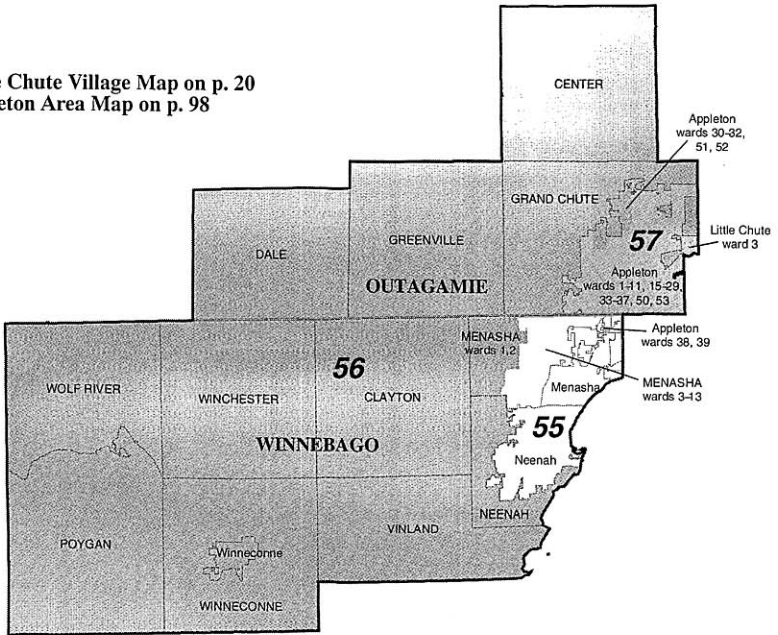 Chute Village Map on p. 20
Area Map on p. 98
CENTER
Appleton
wards 30-32,
51, 52
GRAND CHUTE
Little Chute
ward 3
57
DALE
GREENVILLE
OUTAGAMIE
Appleton
wards 1-11, 15-29,
33-37, 50, 53
MENASHA
wards 1,2
Appleton
wards 38, 39
56
WOLF RIVER
WINCHESTER
CLAYTON
Menasha
MENASHA
wards 3-13
WINNEBAGO
55
Neenah
NEENAH
POYGAN
Winneconne
VINLAND
WINNECONNE